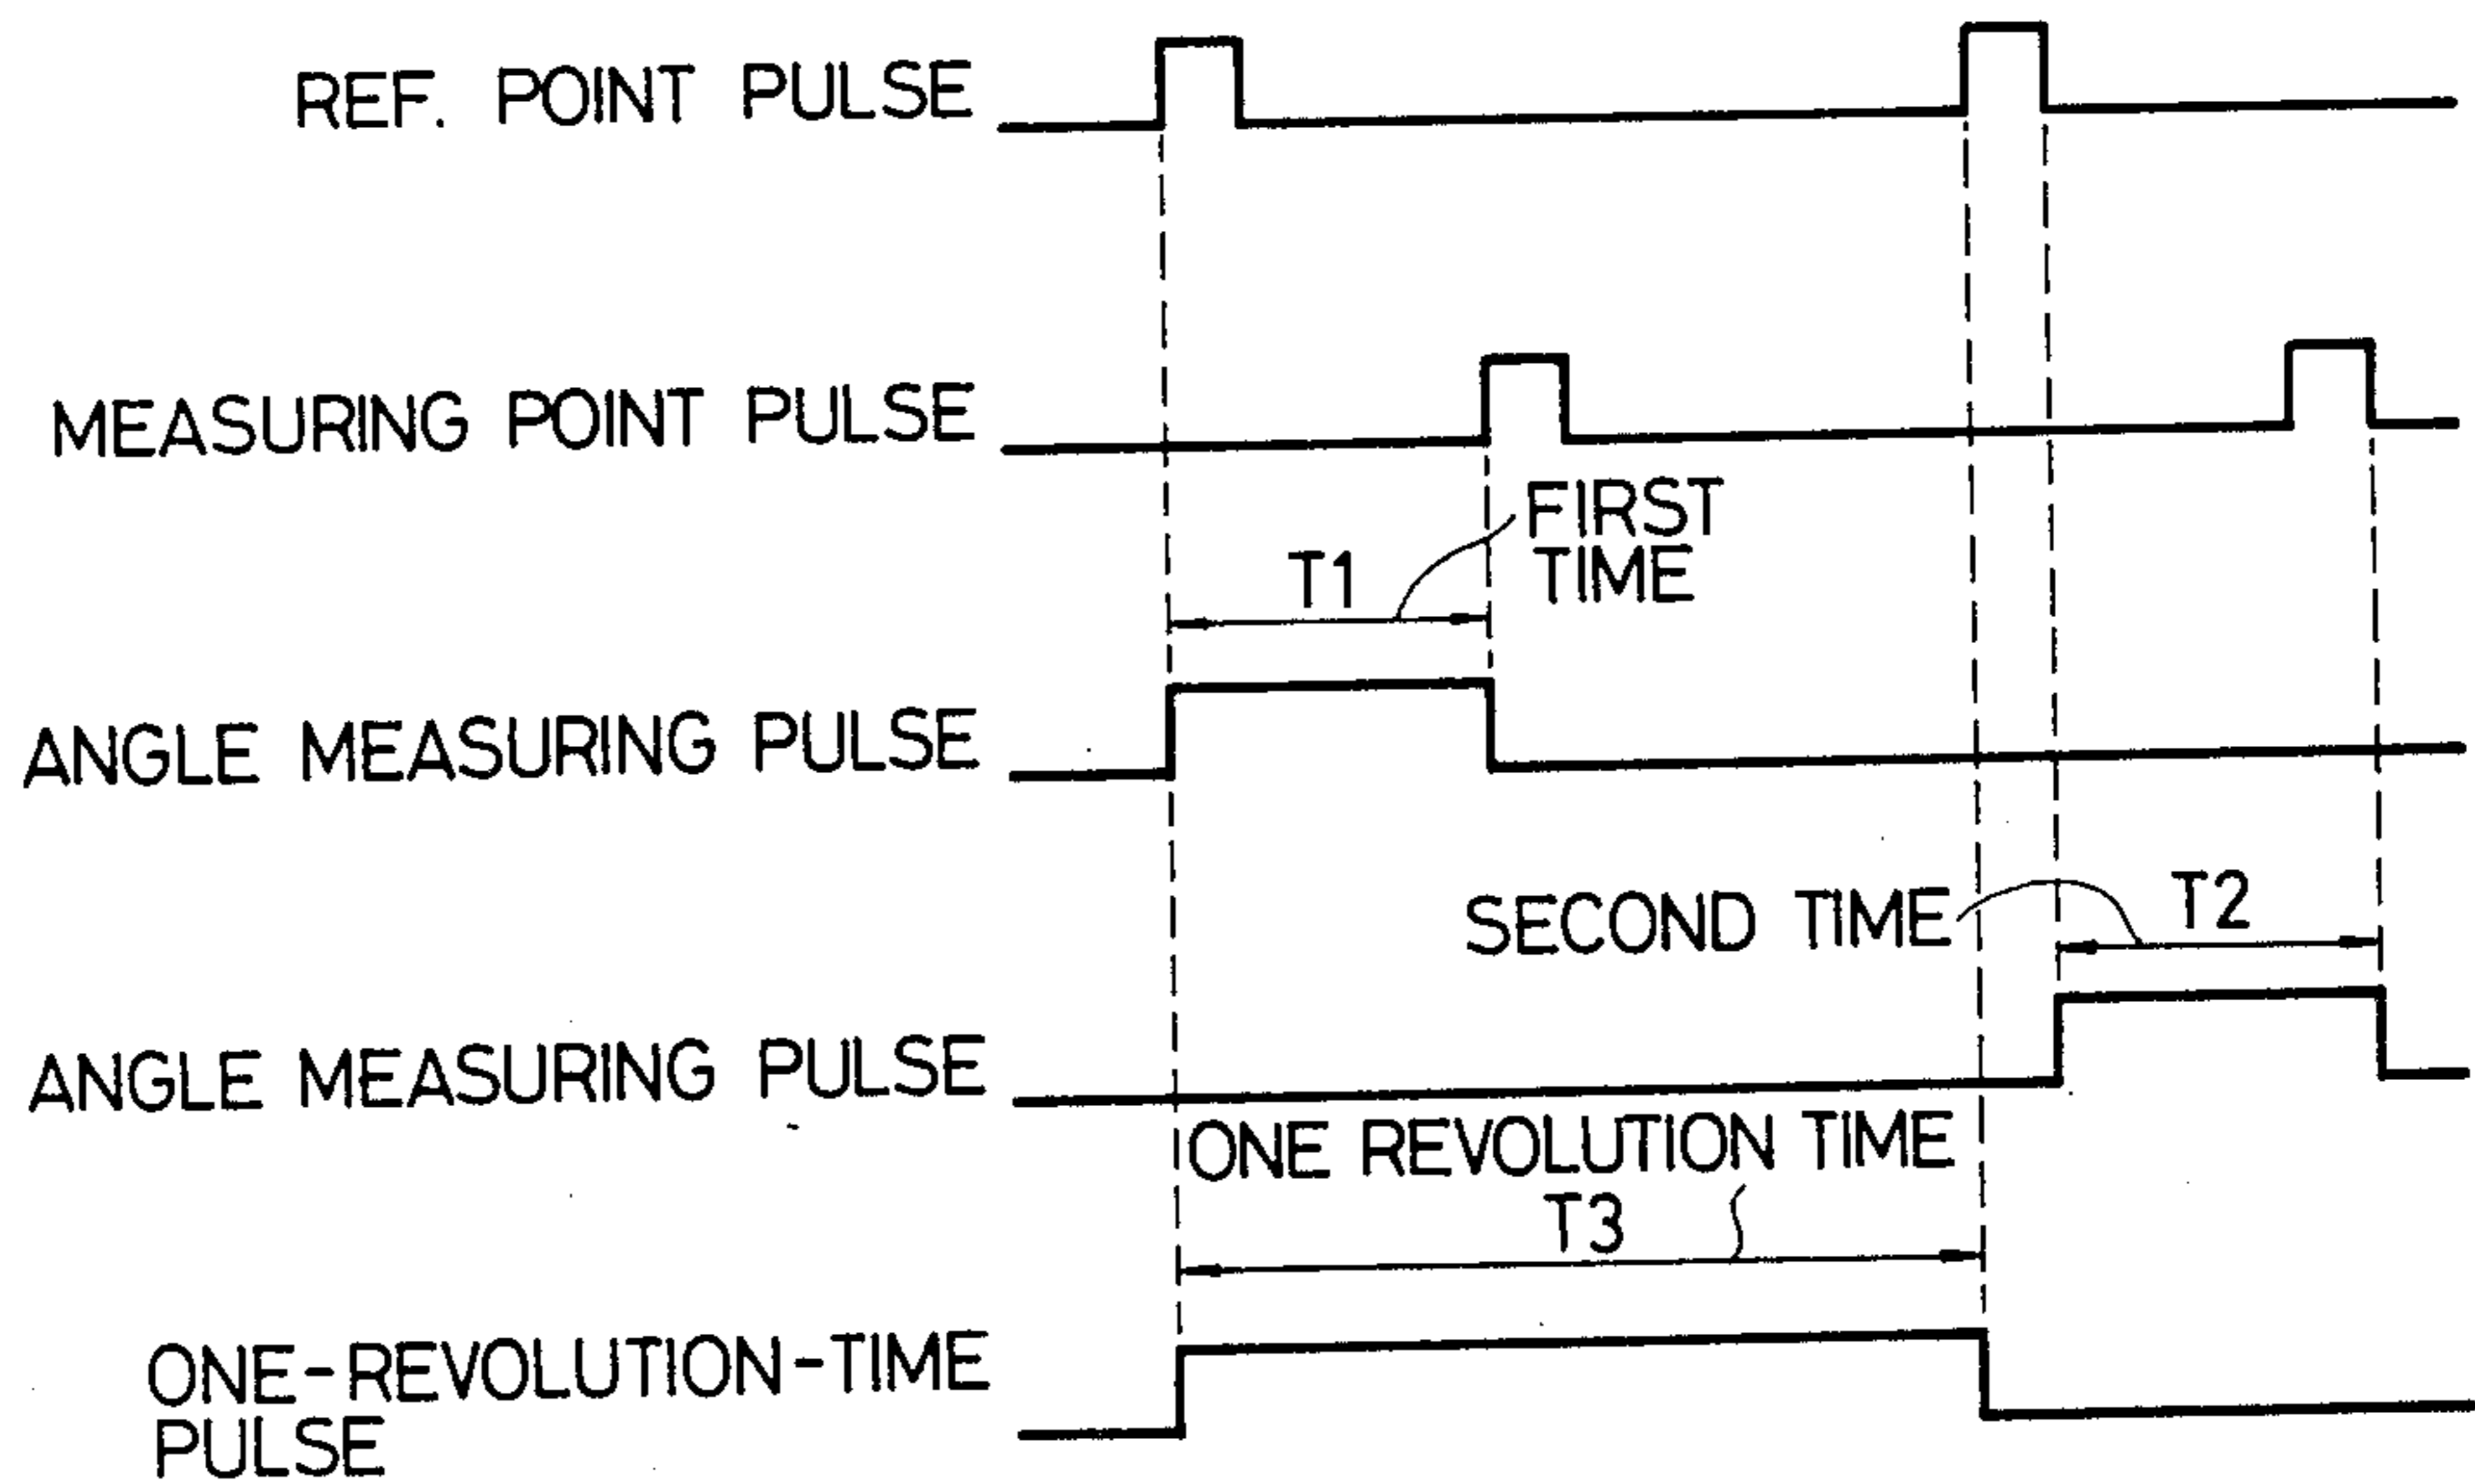 REF. POINT PULSE
MEASURING POINT PULSE
FIRST
TIME
T1
ANGLE MEASURING PULSE
SECOND TIME
T2
ANGLE MEASURING PULSE
ONE REVOLUTION TIME
T3
ONE-REVOLUTION-TIME
PULSE